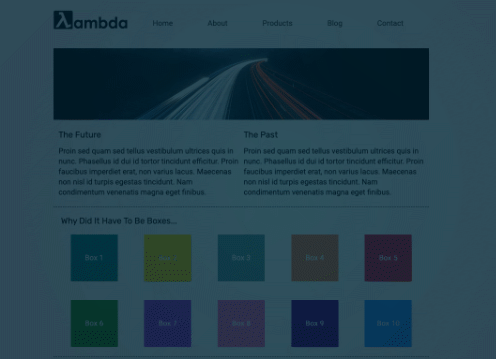 λambda Home About Products Blog Contact
The Future
Proin sed quam sed tellus vestibulum ultrices quis in
nunc. Phasellus id dui id tortor tincidunt efficitur. Proin
faucibus imperdiet erat, non varius lacus. Maecenas
non nisl id turpis egestas tincidunt. Nam
condimentum venenatis magna eget finibus.
The Past
Proin sed quam sed tellus vestibulum ultrices quis in
nunc. Phasellus id dui id tortor tincidunt efficitur. Proin
faucibus imperdiet erat, non varius lacus. Maecenas
non nisl id turpis egestas tincidunt. Nam
condimentum venenatis magna eget finibus.
Why Did It Have To Be Boxes...
Box 1 Box 3 Box 4 Box 5
Box 6 Box 7 Box 8 Box 9 Box 10